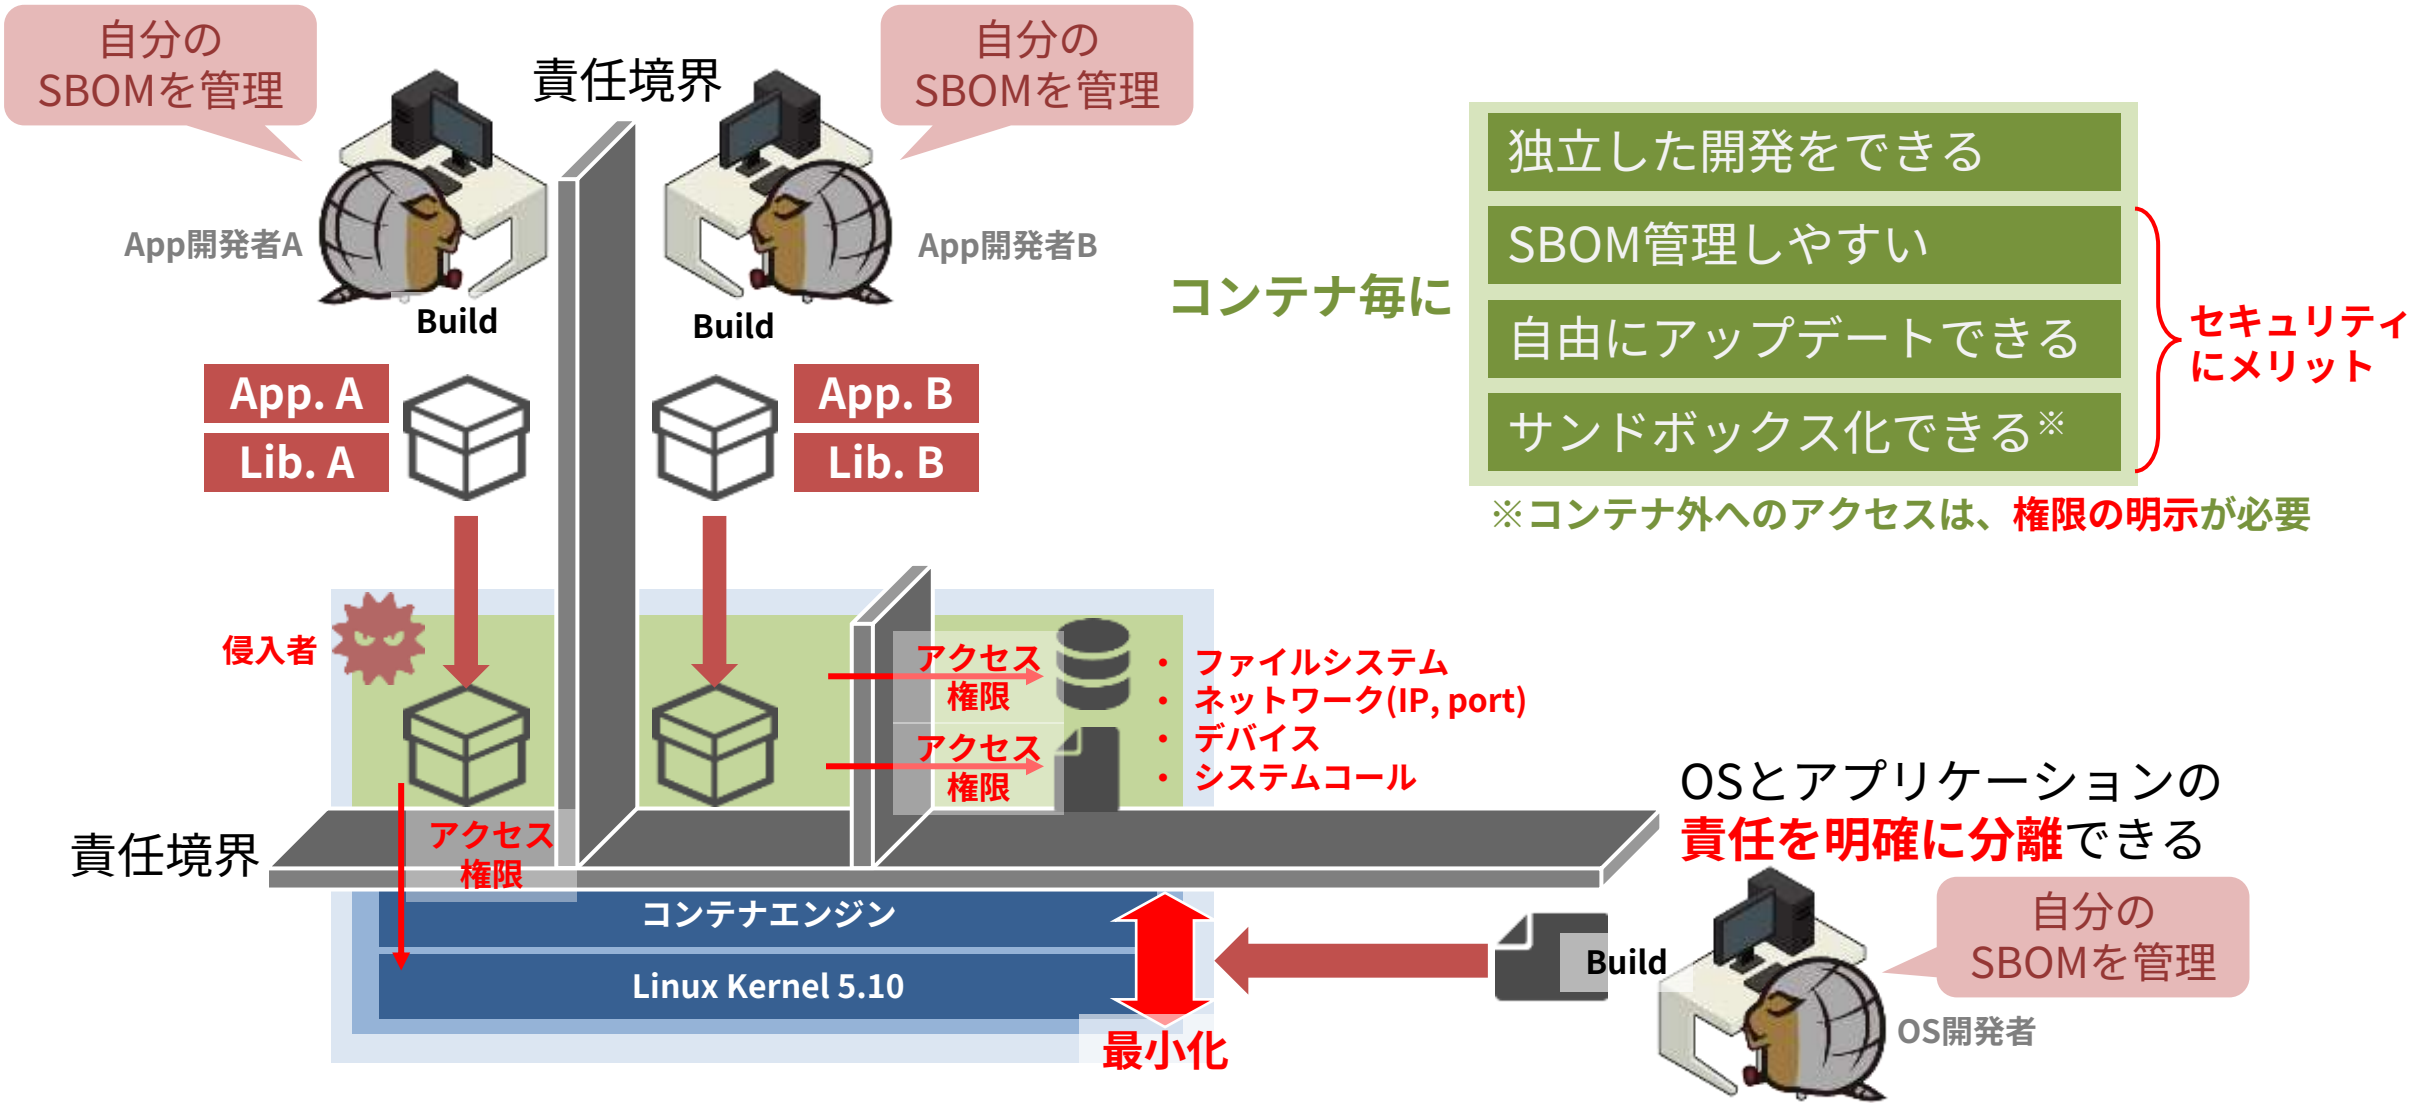 自分の
SBOMを管理
責任境界
自分の
SBOMを管理
App開発者A
App開発者B
Build
Build
App. A
Lib. A
App. B
Lib. B
コンテナ毎に
独立した開発をできる
SBOM管理しやすい
自由にアップデートできる
サンドボックス化できる※
セキュリティ
にメリット
※コンテナ外へのアクセスは、権限の明示が必要
侵入者
アクセス
権限
アクセス
権限
• ファイルシステム
• ネットワーク(IP, port)
• デバイス
• システムコール
責任境界
アクセス
権限
コンテナエンジン
Linux Kernel 5.10
最小化
OSとアプリケーションの
責任を明確に分離できる
Build
自分の
SBOMを管理
OS開発者